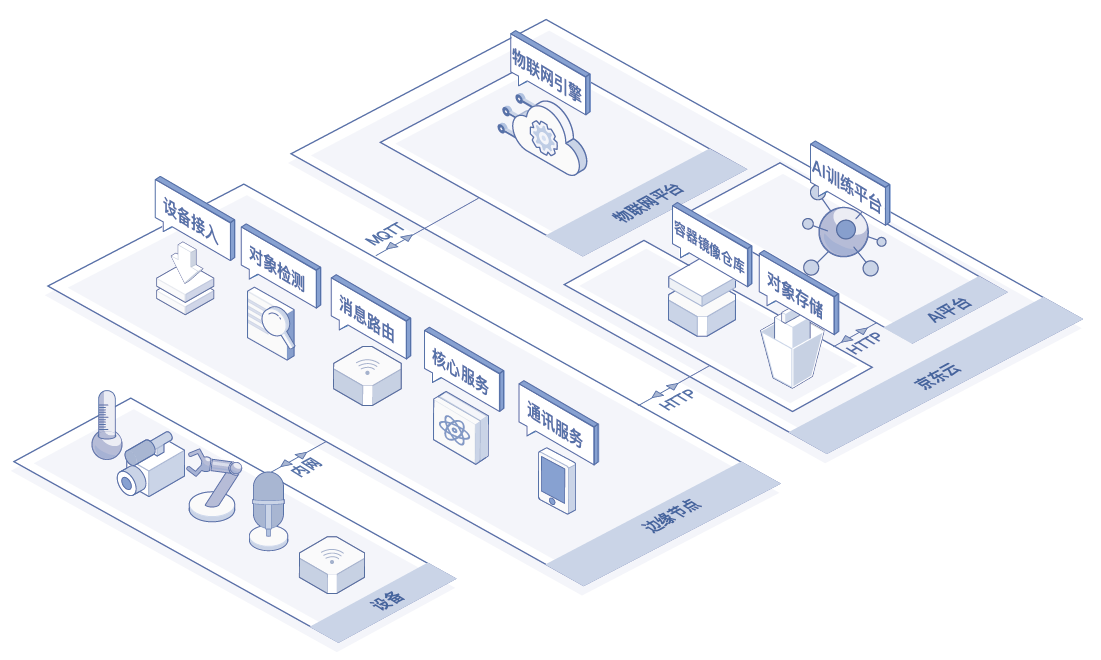 物联网引擎
物联网平台
AI训练平台
容器镜像仓库
对象存储
HTTP
AI平台
京东云
MQTT
HTTP
设备接入
对象检测
消息路由
核心服务
通讯服务
边缘节点
内网
设备